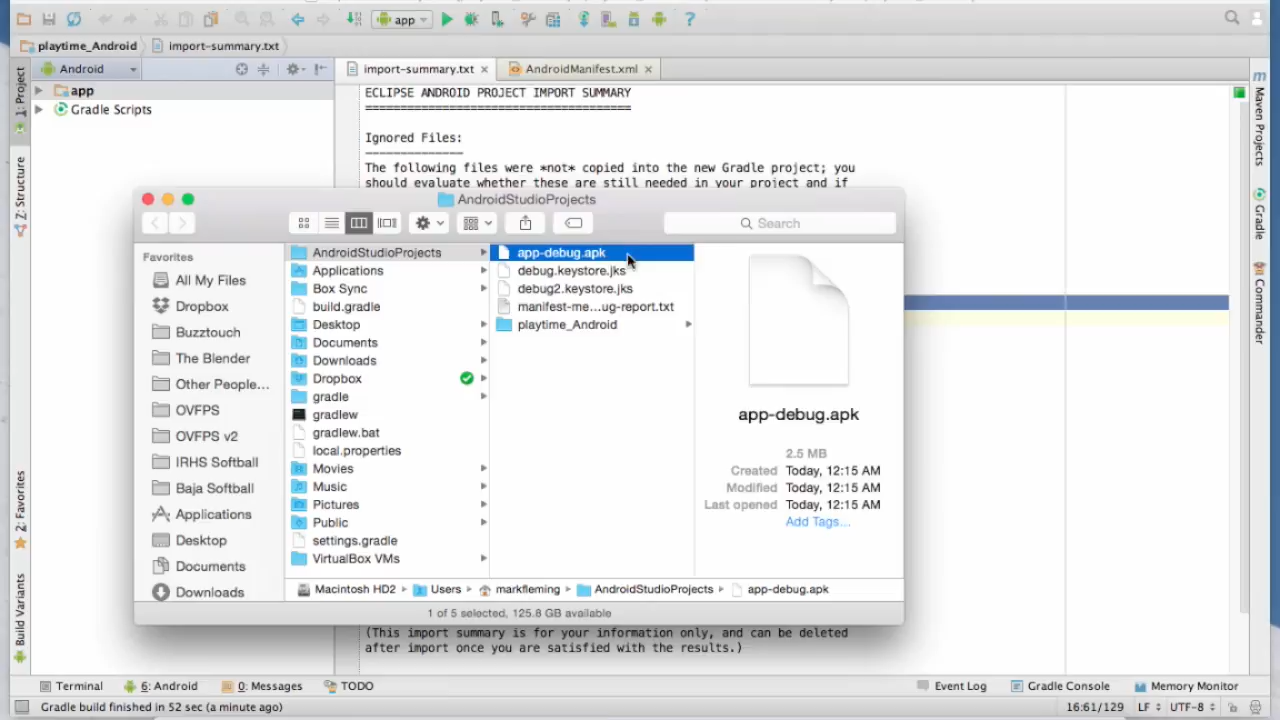 app
playtime_Android
import-summary.txt
Android
import-summary.txt
AndroidManifest.xml
1: Project
Z: Structure
2: Favorites
Build Variants
app
Gradle Scripts
ECLIPSE ANDROID PROJECT IMPORT SUMMARY
======================================
Ignored Files:
--------------
The following files were *not* copied into the new Gradle project; you
should evaluate whether these are still needed in your project and if
m
Maven Projects
Gradle
Commander
AndroidStudioProjects
Search
Favorites
All My Files
Dropbox
Buzztouch
The Blender
Other People...
OVFPS
OVFPS v2
IRHS Softball
Baja Softball
Applications
Desktop
Documents
Downloads
AndroidStudioProjects
Applications
Box Sync
build.gradle
Desktop
Documents
Downloads
Dropbox
gradle
gradlew
gradlew.bat
local.properties
Movies
Music
Pictures
Public
settings.gradle
VirtualBox VMs
app-debug.apk
debug.keystore.jks
debug2.keystore.jks
manifest-me...ug-report.txt
playtime_Android
app-debug.apk
2.5 MB
Created Today, 12:15 AM
Modified Today, 12:15 AM
Last opened Today, 12:15 AM
Add Tags...
Macintosh HD2 ▸ Users ▸ markfleming ▸ AndroidStudioProjects ▸ app-debug.apk
1 of 5 selected, 125.8 GB available
(This import summary is for your information only, and can be deleted
after import once you are satisfied with the results.)
Terminal
6: Android
0: Messages
TODO
Event Log
Gradle Console
Memory Monitor
Gradle build finished in 52 sec (a minute ago)
16:61/129
LF
UTF-8